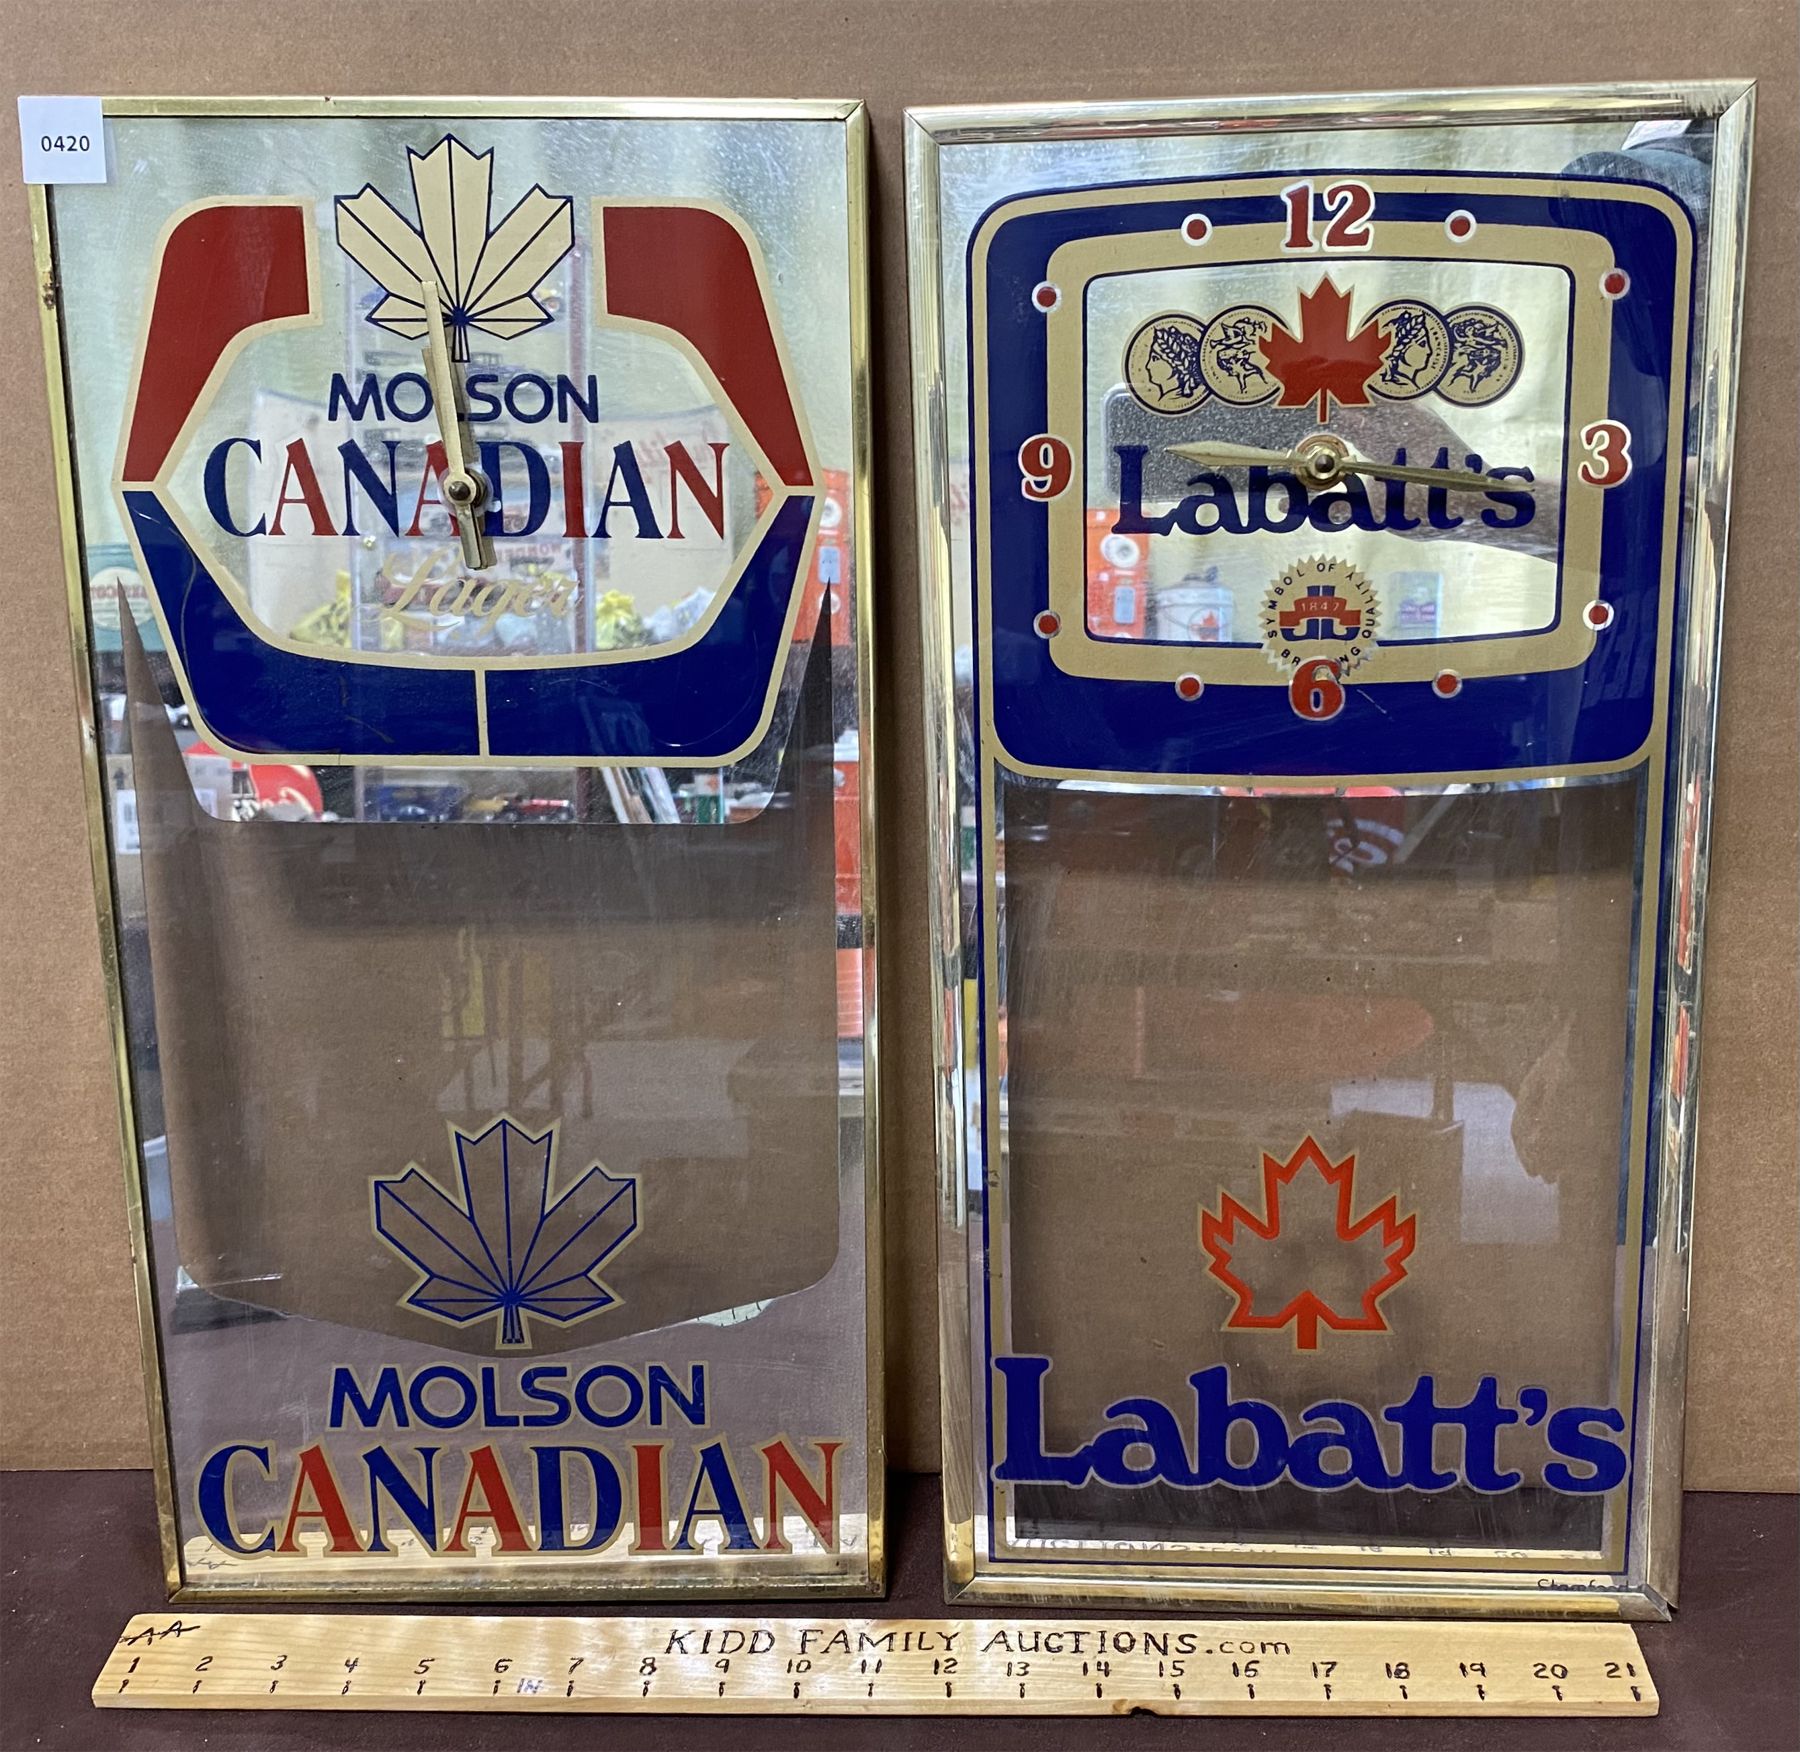 0420
MOLSON
CANADIAN
Lager
MOLSON
CANADIAN
12
9
3
6
Labatt's
SYMBOL OF QUALITY
1847
Labatt's
KIDD FAMILY AUCTIONS.com
1 2 3 4 5 6 7 8 9 10 11 12 13 14 15 16 17 18 19 20 21
IN